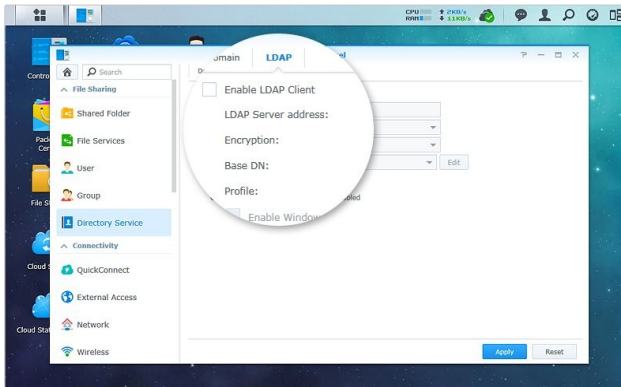 CPU 2KB/s
RAM 11KB/s
Search
omain
LDAP
File Sharing
Shared Folder
File Services
User
Group
Directory Service
Connectivity
QuickConnect
External Access
Network
Wireless
Enable LDAP Client
LDAP Server address:
Encryption:
Base DN:
Profile:
Edit
Enable Window
Apply
Reset
Contro
Pack
Cen
File S
Cloud S
Cloud Stat